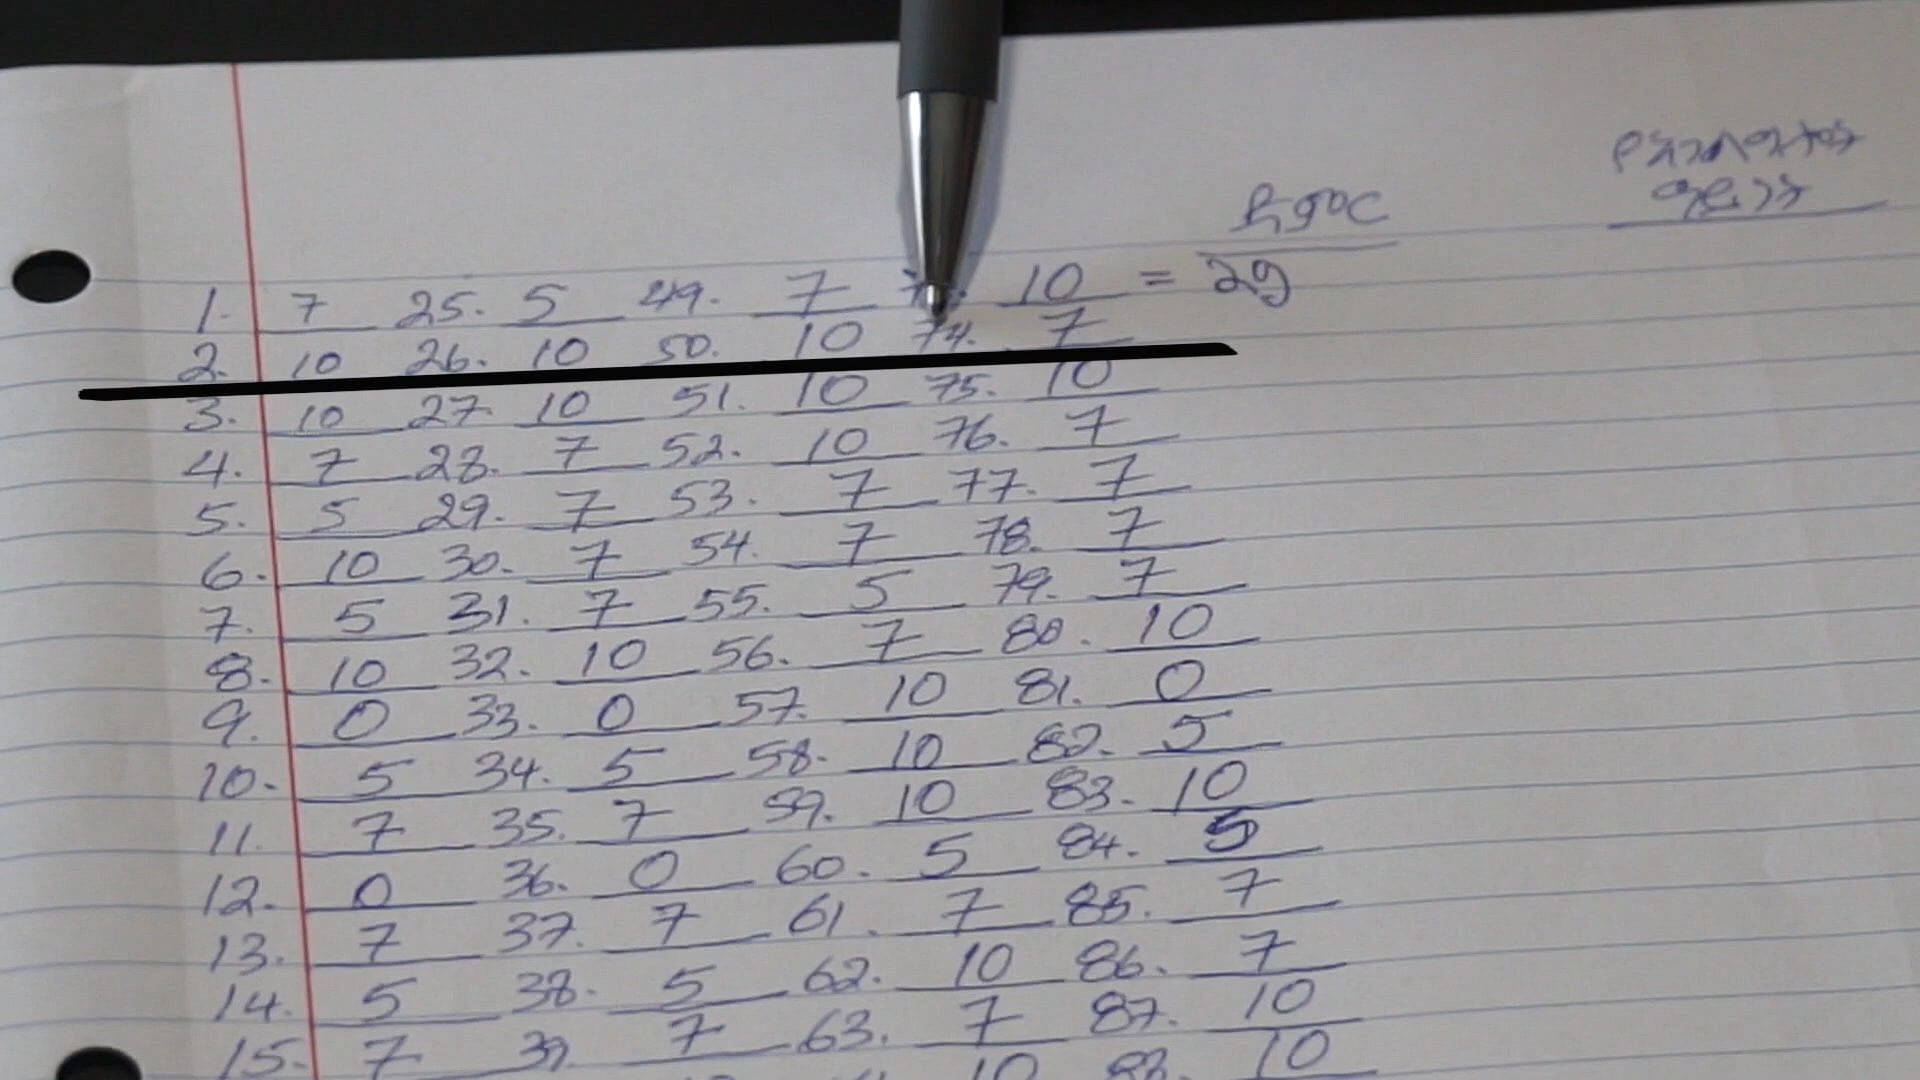 ድምር
1. 7 25. 5 49. 7 10 = 29
2. 10 26. 10 50. 10 74. 7
3. 10 27. 10 51. 10 75. 10
4. 7 28. 7 52. 10 76. 7
5. 5 29. 7 53. 7 77. 7
6. 10 30. 7 54. 7 78. 7
7. 5 31. 7 55. 5 79. 7
8. 10 32. 10 56. 7 80. 10
9. 0 33. 0 57. 10 81. 0
10. 5 34. 5 58. 10 82. 5
11. 7 35. 7 59. 10 83. 10
12. 0 36. 0 60. 5 84. 5
13. 7 37. 7 61. 7 85. 7
14. 5 38. 5 62. 10 86. 7
15. 7 39. 7 63. 7 87. 10
10 88. 10